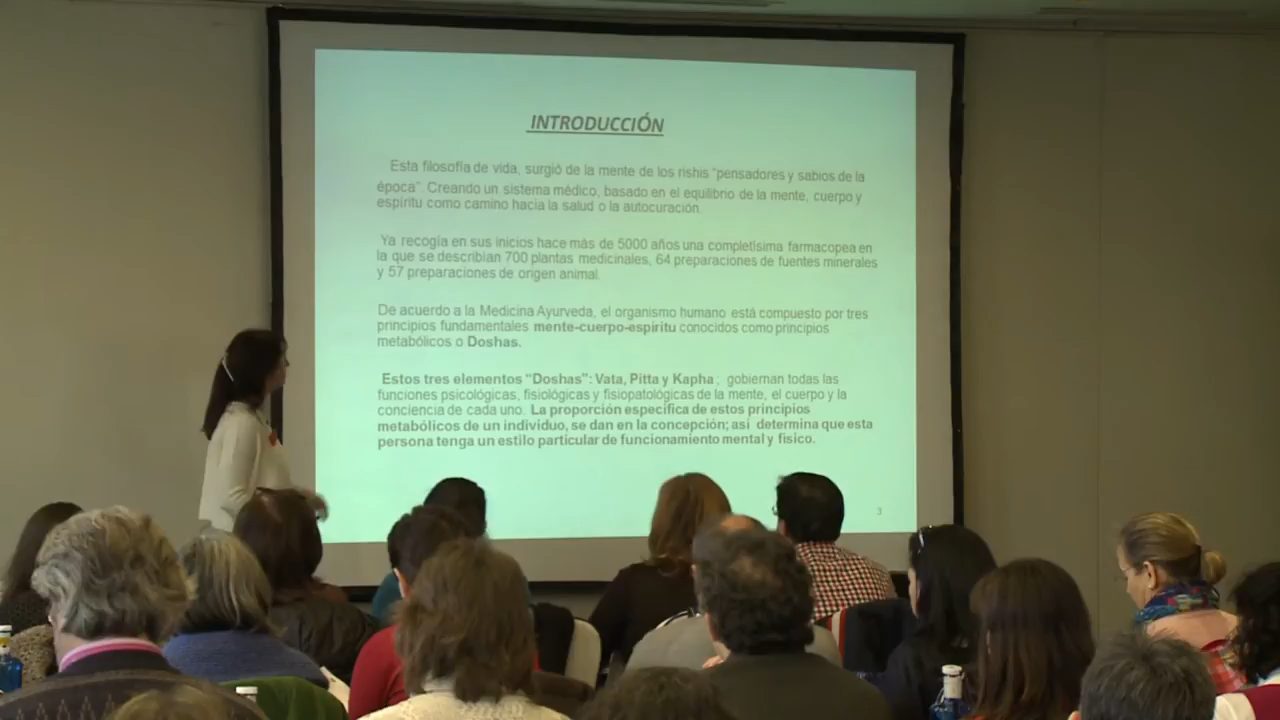 INTRODUCCIÓN
Esta filosofía de vida, surgió de la mente de los rishis "pensadores y sabios de la
época". Creando un sistema médico, basado en el equilibrio de la mente, cuerpo y
espíritu como camino hacia la salud o la autocuración.
Ya recogía en sus inicios hace más de 5000 años una completísima farmacopea en
la que se describían 700 plantas medicinales, 64 preparaciones de fuentes minerales
y 57 preparaciones de origen animal.
De acuerdo a la Medicina Ayurveda, el organismo humano está compuesto por tres
principios fundamentales mente-cuerpo-espíritu conocidos como principios
metabólicos o Doshas.
Estos tres elementos "Doshas": Vata, Pitta y Kapha ; gobiernan todas las
funciones psicológicas, fisiológicas y fisiopatológicas de la mente, el cuerpo y la
conciencia de cada uno. La proporción específica de estos principios
metabólicos de un individuo, se dan en la concepción; así determina que esta
persona tenga un estilo particular de funcionamiento mental y físico.
3